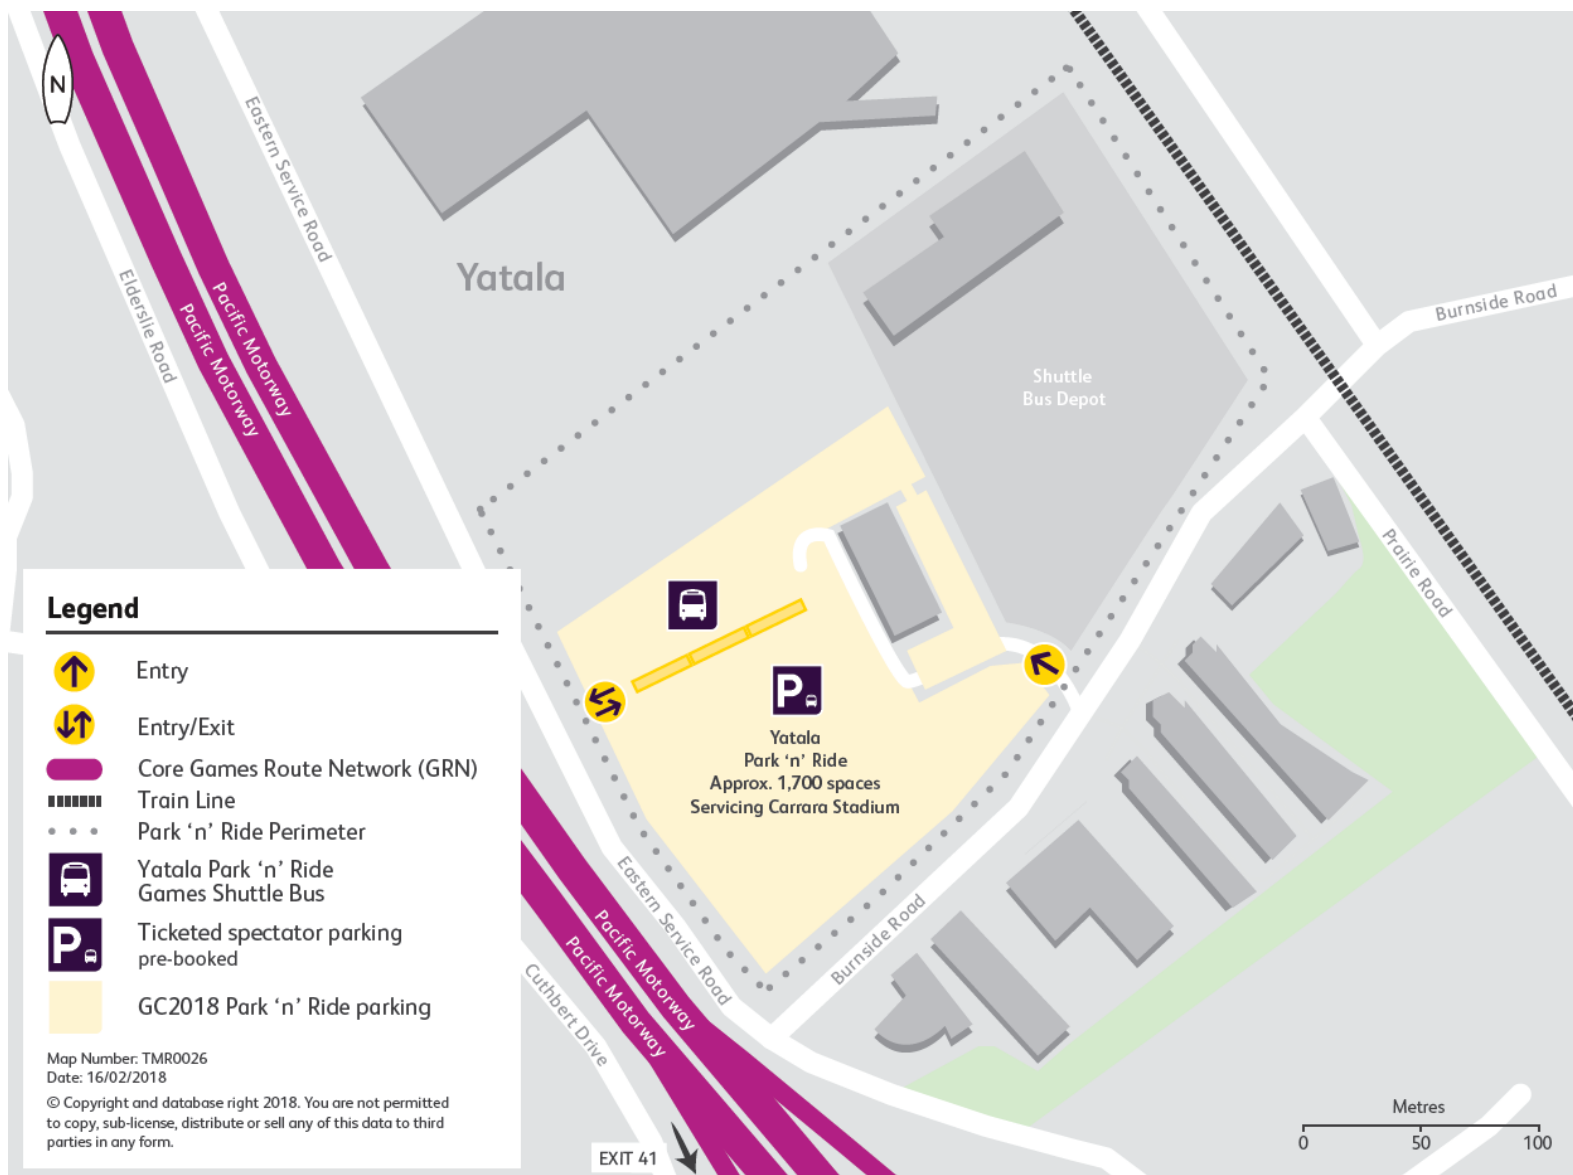 N
Eastern Service Road
Elderslie Road
Pacific Motorway
Pacific Motorway
Yatala
Burnside Road
Shuttle
Bus Depot
Prairie Road
P
Yatala
Park ‘n’ Ride
Approx. 1,700 spaces
Servicing Carrara Stadium
Eastern Service Road
Burnside Road
Pacific Motorway
Pacific Motorway
Cuthbert Drive
EXIT 41
Legend
Entry
Entry/Exit
Core Games Route Network (GRN)
Train Line
Park ‘n’ Ride Perimeter
Yatala Park ‘n’ Ride
Games Shuttle Bus
P
Ticketed spectator parking
pre-booked
GC2018 Park ‘n’ Ride parking
Map Number: TMR0026
Date: 16/02/2018
© Copyright and database right 2018. You are not permitted
to copy, sub-license, distribute or sell any of this data to third
parties in any form.
Metres
0 50 100